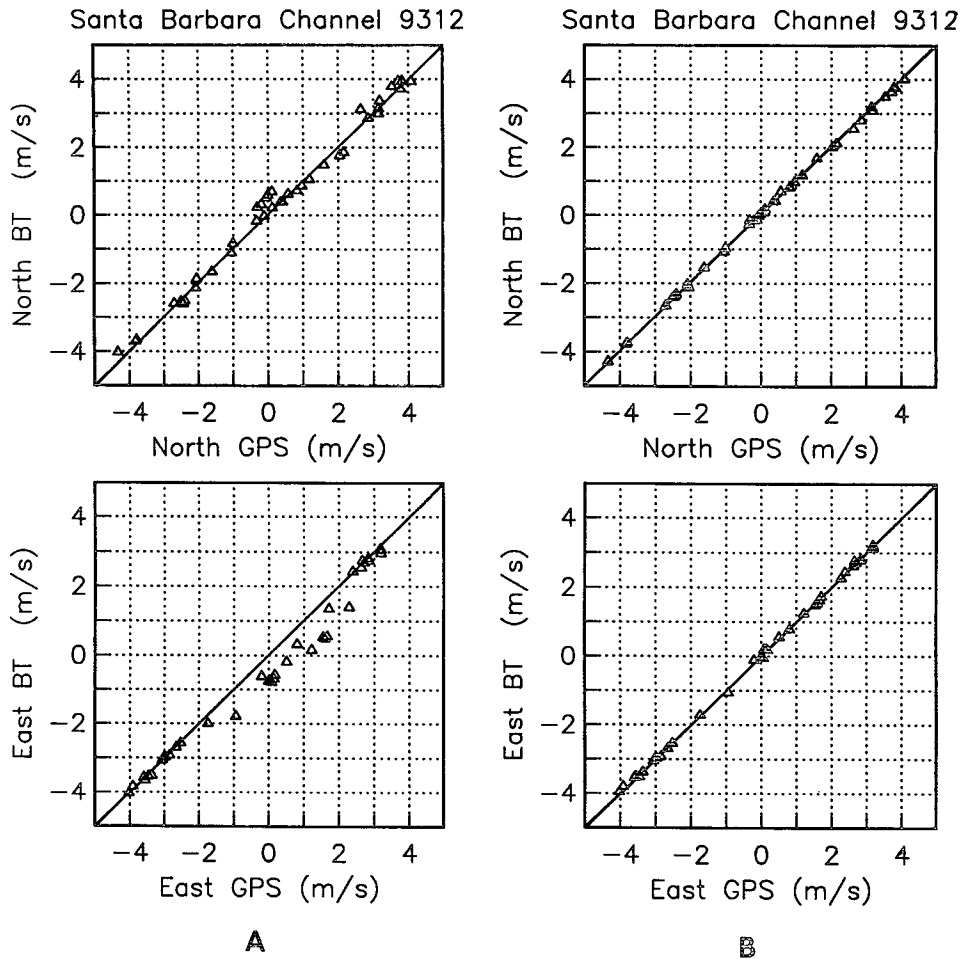 Santa Barbara Channel 9312
North BT (m/s)
4
2
0
−2
−4
−4 −2 0 2 4
North GPS (m/s)
Santa Barbara Channel 9312
North BT (m/s)
4
2
0
−2
−4
−4 −2 0 2 4
North GPS (m/s)
East BT (m/s)
4
2
0
−2
−4
−4 −2 0 2 4
East GPS (m/s)
A
East BT (m/s)
4
2
0
−2
−4
−4 −2 0 2 4
East GPS (m/s)
B